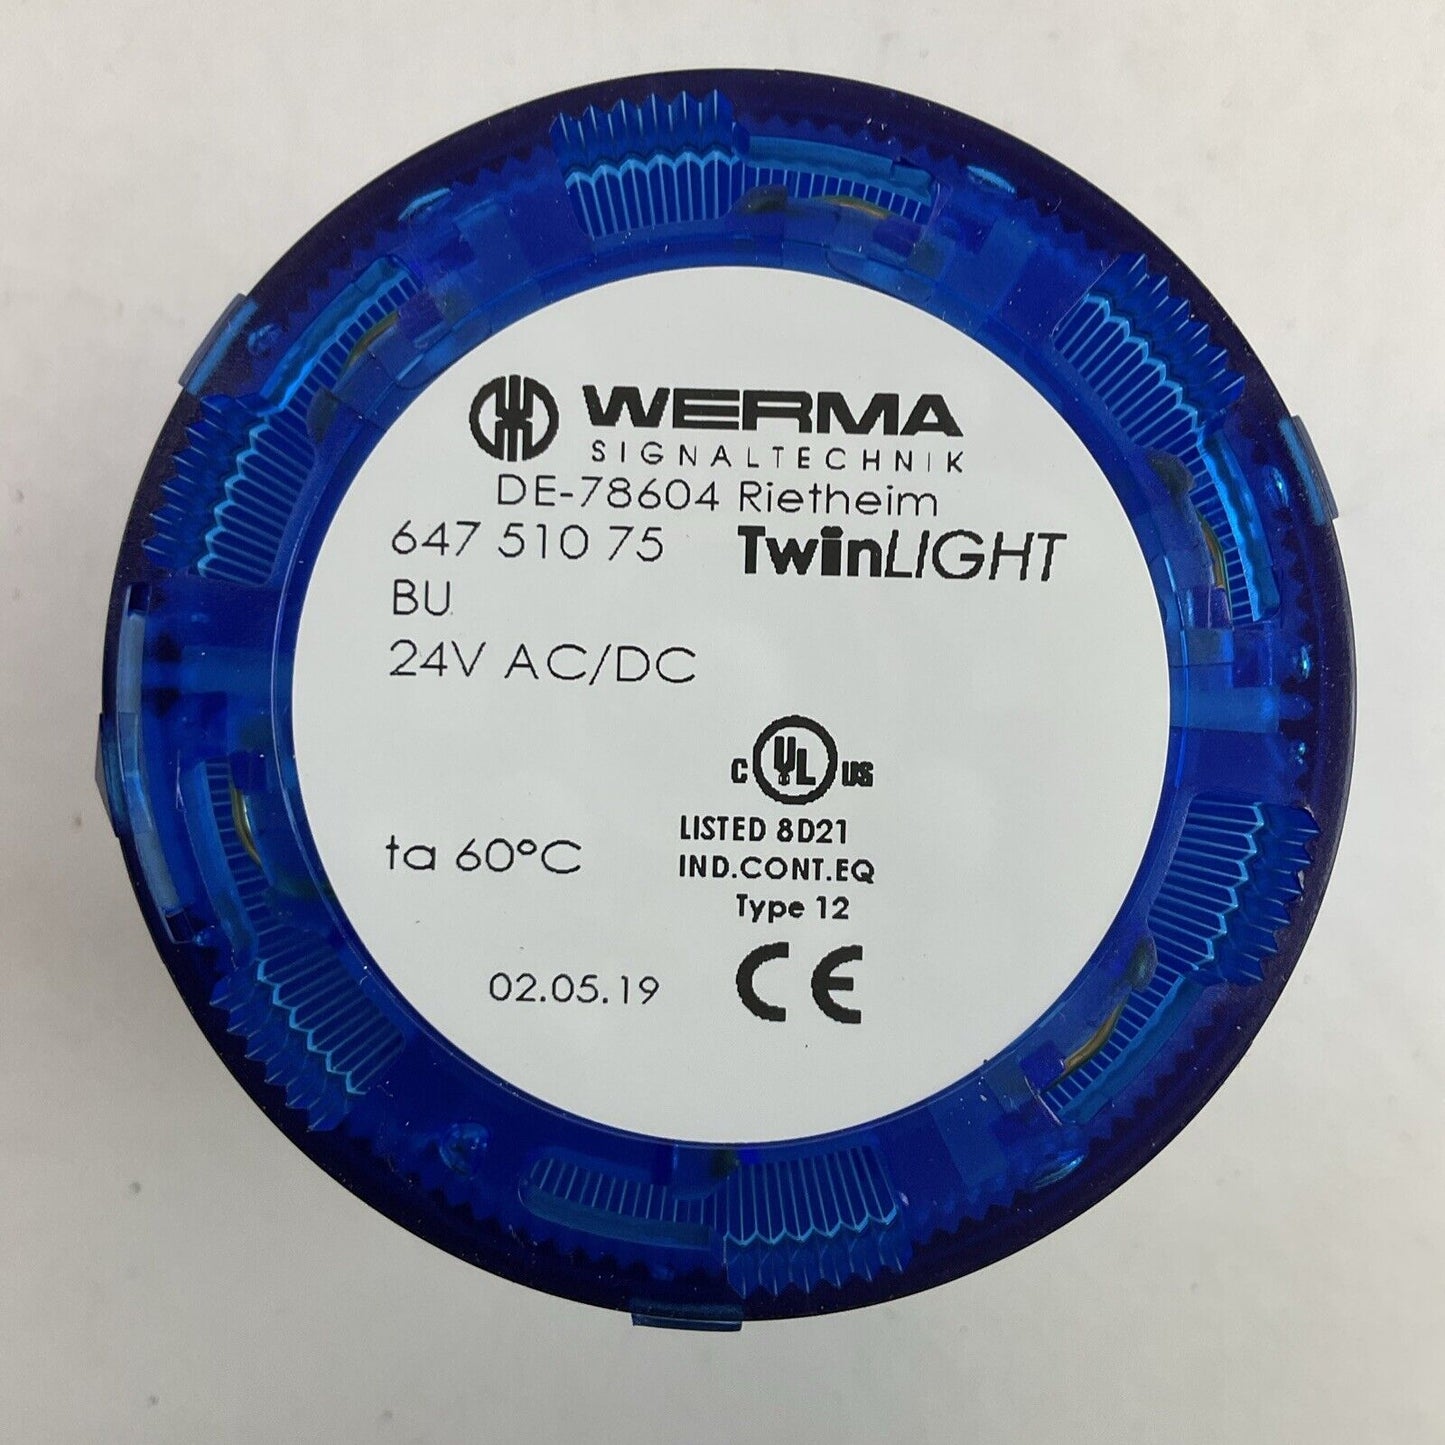 WERMA
SIGNALTECHNIK
DE-78604 Rietheim
647 510 75 TwinLIGHT
BU
24V AC/DC
C UL US
LISTED 8D21
ta 60°C
IND.CONT.EQ
Type 12
02.05.19 CE